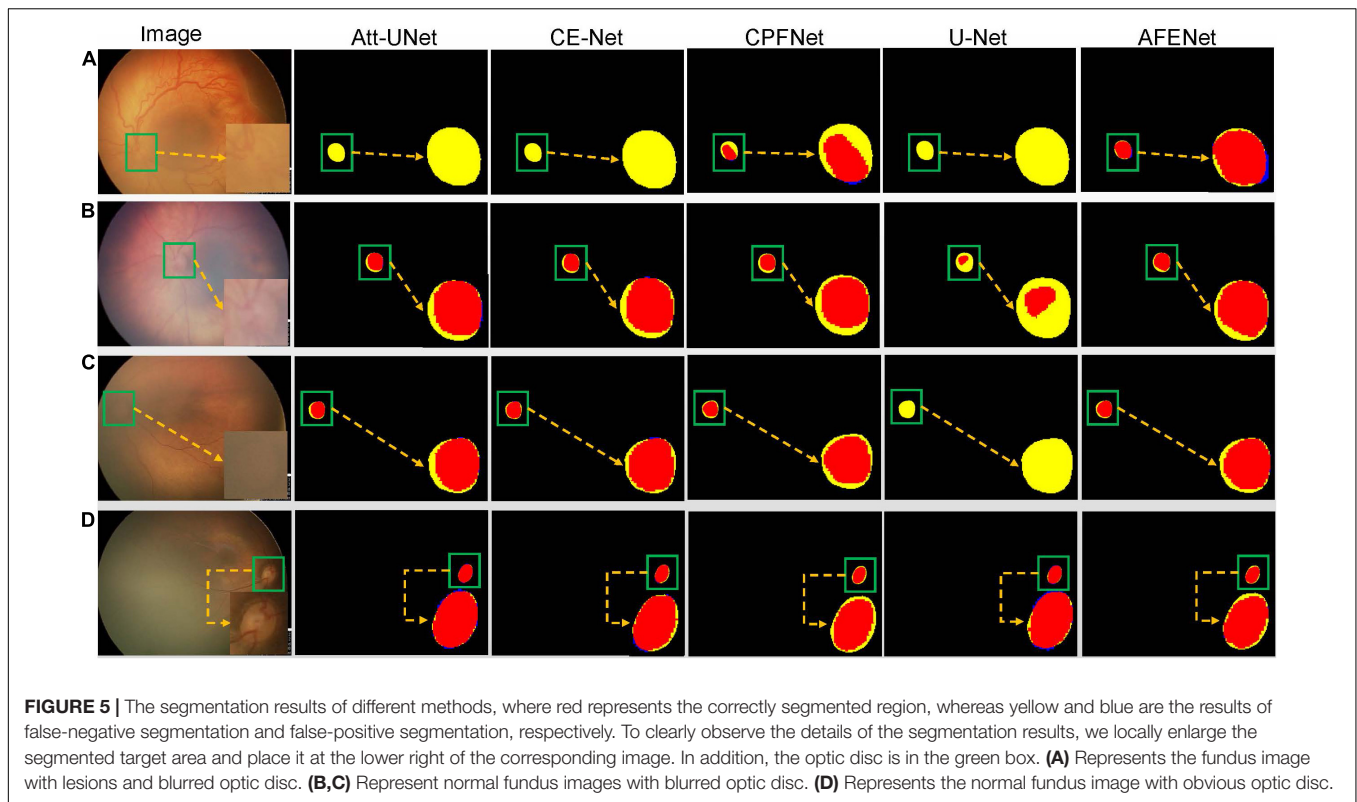 Image Att-UNet CE-Net CPFNet U-Net AFENet
A
B
C
D
FIGURE 5 | The segmentation results of different methods, where red represents the correctly segmented region, whereas yellow and blue are the results of
false-negative segmentation and false-positive segmentation, respectively. To clearly observe the details of the segmentation results, we locally enlarge the
segmented target area and place it at the lower right of the corresponding image. In addition, the optic disc is in the green box. (A) Represents the fundus image
with lesions and blurred optic disc. (B,C) Represent normal fundus images with blurred optic disc. (D) Represents the normal fundus image with obvious optic disc.